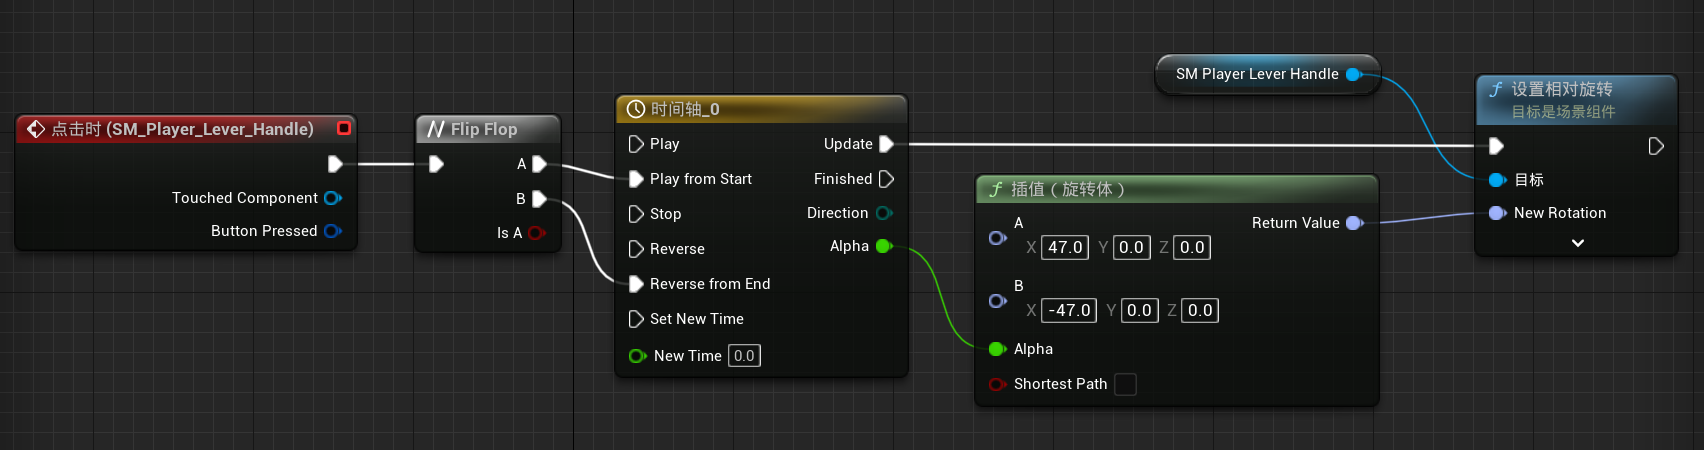 点击时 (SM_Player_Lever_Handle)
Touched Component
Button Pressed
Flip Flop
A
B
Is A
时间轴_0
Play
Update
Play from Start
Finished
Stop
Direction
Reverse
Alpha
Reverse from End
Set New Time
New Time 0.0
SM Player Lever Handle
插值（旋转体）
A
Return Value
X 47.0 Y 0.0 Z 0.0
B
X -47.0 Y 0.0 Z 0.0
Alpha
Shortest Path
设置相对旋转
目标是场景组件
目标
New Rotation